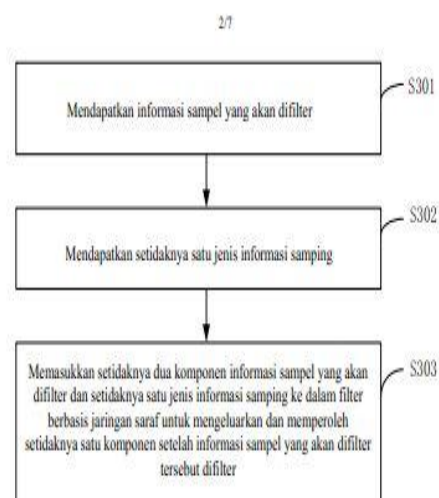 2/7
Mendapatkan informasi sampel yang akan difilter
S301
Mendapatkan setidaknya satu jenis informasi samping
S302
Memasukkan setidaknya dua komponen informasi sampel yang akan
difilter dan setidaknya satu jenis informasi samping ke dalam filter
berbasis jaringan saraf untuk mengeluarkan dan memperoleh
setidaknya satu komponen setelah informasi sampel yang akan difilter
tersebut difilter
S303